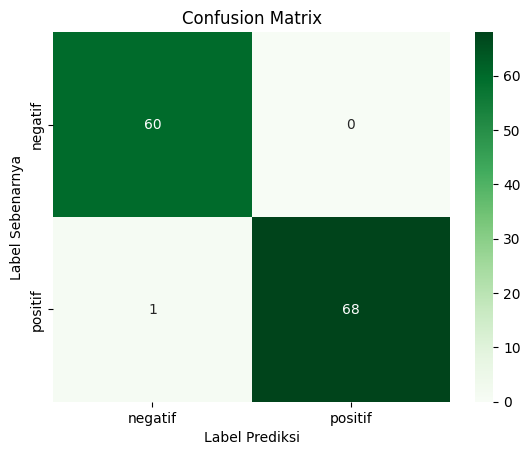 Confusion Matrix
Label Sebenarnya
negatif
60
0
positif
1
68
negatif
positif
Label Prediksi
60
50
40
30
20
10
0